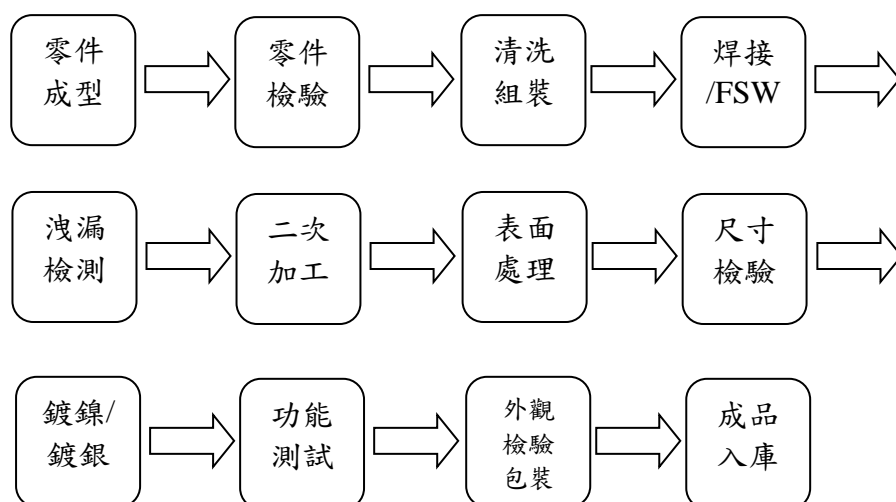 零件
成型
零件
檢驗
清洗
組裝
焊接
/FSW
洩漏
檢測
二次
加工
表面
處理
尺寸
檢驗
鍍鎳/
鍍銀
功能
測試
外觀
檢驗
包裝
成品
入庫